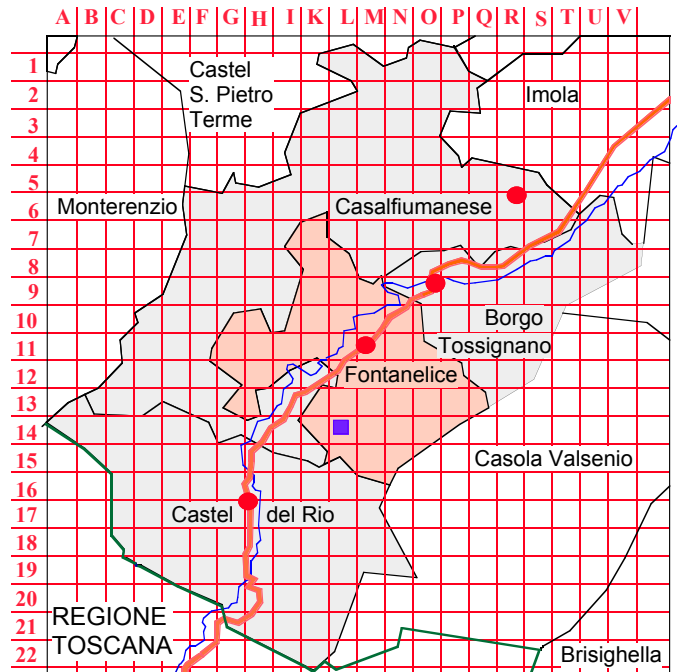 A B C D E F G H I K L M N O P Q R S T U V
1
Castel
S. Pietro
Terme
2
Imola
3
4
5
6
Monterenzio
Casalfiumanese
7
8
9
10
Borgo
Tossignano
11
12
Fontanelice
13
14
15
Casola Valsenio
16
17
Castel del Rio
18
19
20
REGIONE
TOSCANA
21
22
Brisighella